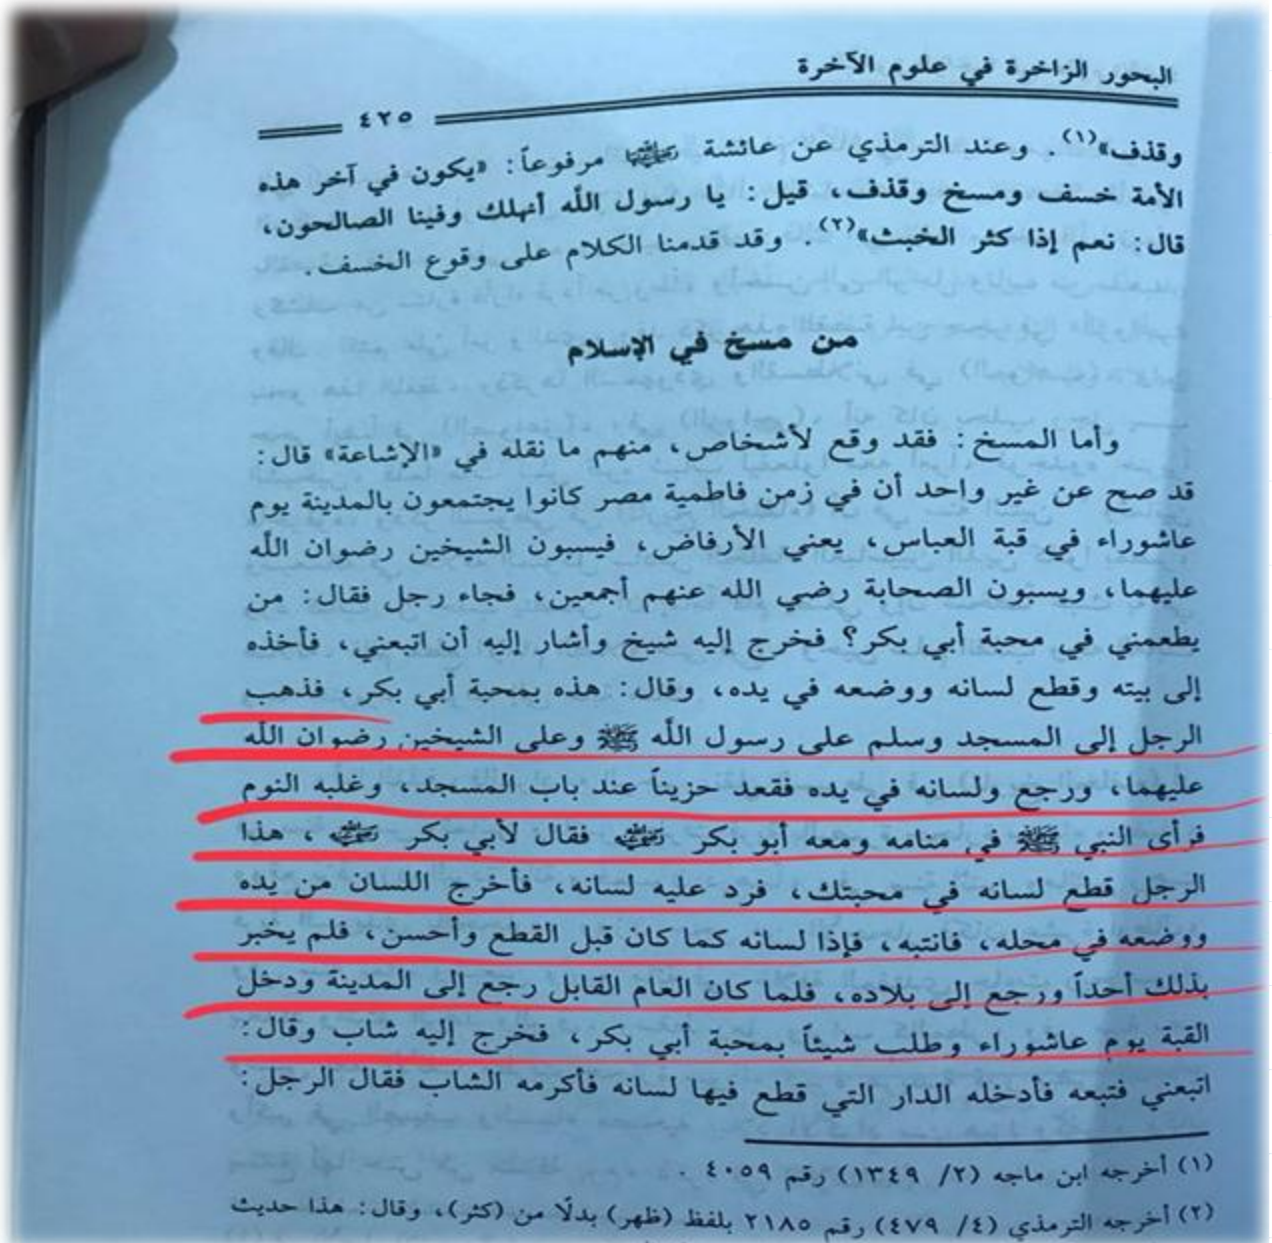 البحور الزاخرة في علوم الآخرة
٤٢٥
وقذف»(١). وعند الترمذي عن عائشة رضي الله عنها مرفوعاً: «يكون في آخر هذه
الأمة خسف ومسخ وقذف، قيل: يا رسول الله أنهلك وفينا الصالحون،
قال: نعم إذا كثر الخبث»(٢). وقد قدمنا الكلام على وقوع الخسف.
من مسخ في الإسلام
وأما المسخ: فقد وقع لأشخاص، منهم ما نقله في «الإشاعة» قال:
قد صح عن غير واحد أن في زمن فاطمية مصر كانوا يجتمعون بالمدينة يوم
عاشوراء في قبة العباس، يعني الأرفاض، فيسبون الشيخين رضوان الله
عليهما، ويسبون الصحابة رضي الله عنهم أجمعين، فجاء رجل فقال: من
يطعمني في محبة أبي بكر؟ فخرج إليه شيخ وأشار إليه أن اتبعني، فأخذه
إلى بيته وقطع لسانه ووضعه في يده، وقال: هذه بمحبة أبي بكر، فذهب
الرجل إلى المسجد وسلم على رسول الله ﷺ وعلى الشيخين رضوان الله
عليهما، ورجع ولسانه في يده فقعد حزيناً عند باب المسجد، وغلبه النوم
فرأى النبي ﷺ في منامه ومعه أبو بكر رضي الله عنه فقال لأبي بكر رضي الله عنه، هذا
الرجل قطع لسانه في محبتك، فرد عليه لسانه، فأخرج اللسان من يده
ووضعه في محله، فانتبه، فإذا لسانه كما كان قبل القطع وأحسن، فلم يخبر
بذلك أحداً ورجع إلى بلاده، فلما كان العام القابل رجع إلى المدينة ودخل
القبة يوم عاشوراء وطلب شيئاً بمحبة أبي بكر، فخرج إليه شاب وقال:
اتبعني فتبعه فأدخله الدار التي قطع فيها لسانه فأكرمه الشاب فقال الرجل:
(١) أخرجه ابن ماجه (٢/ ١٣٤٩) رقم ٤٠٥٩.
(٢) أخرجه الترمذي (٤/ ٤٧٩) رقم ٢١٨٥ بلفظ (ظهر) بدلًا من (كثر)، وقال: هذا حديث